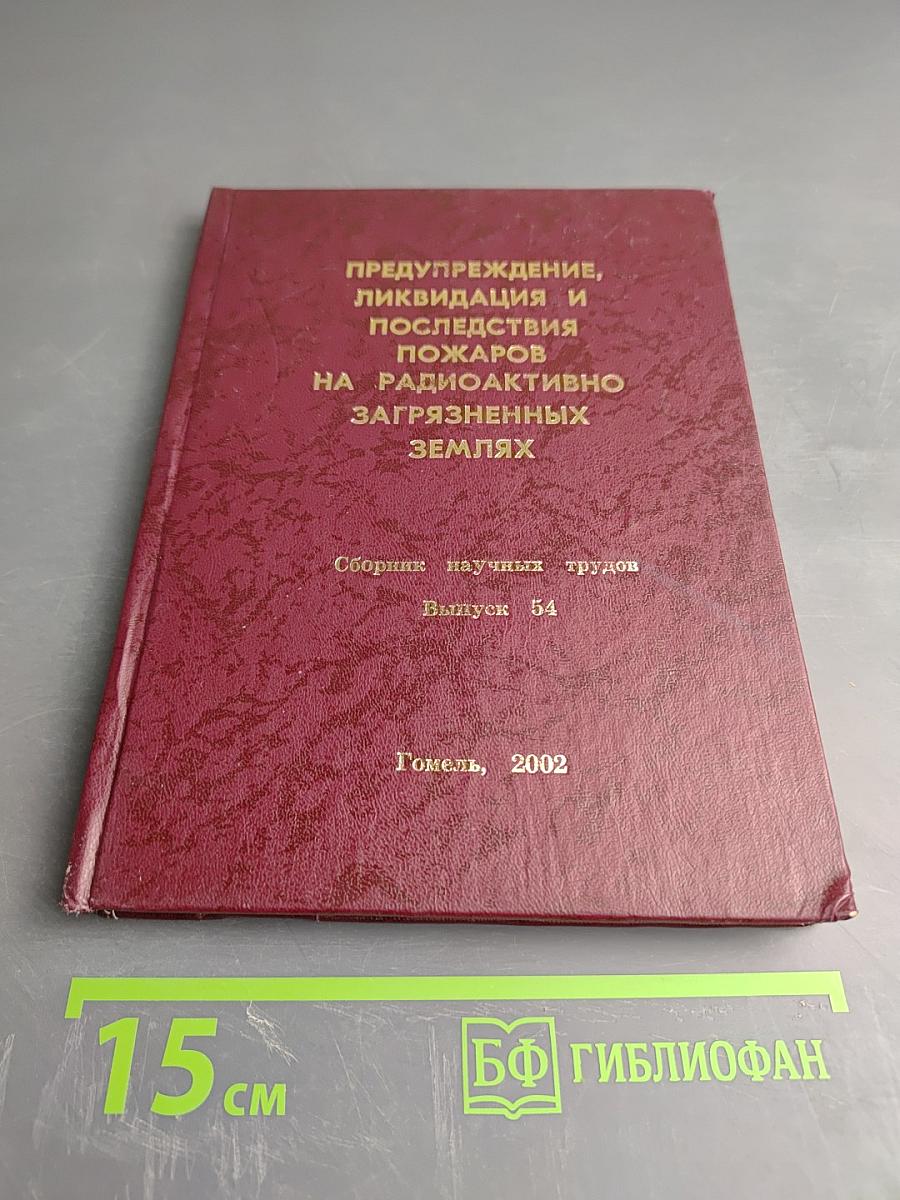 ПРЕДУПРЕЖДЕНИЕ,
ЛИКВИДАЦИЯ И
ПОСЛЕДСТВИЯ
ПОЖАРОВ
НА РАДИОАКТИВНО
ЗАГРЯЗНЕННЫХ
ЗЕМЛЯХ
Сборник научных трудов
Выпуск 54
Гомель, 2002
15 см
БФ ГИБЛИОФАН